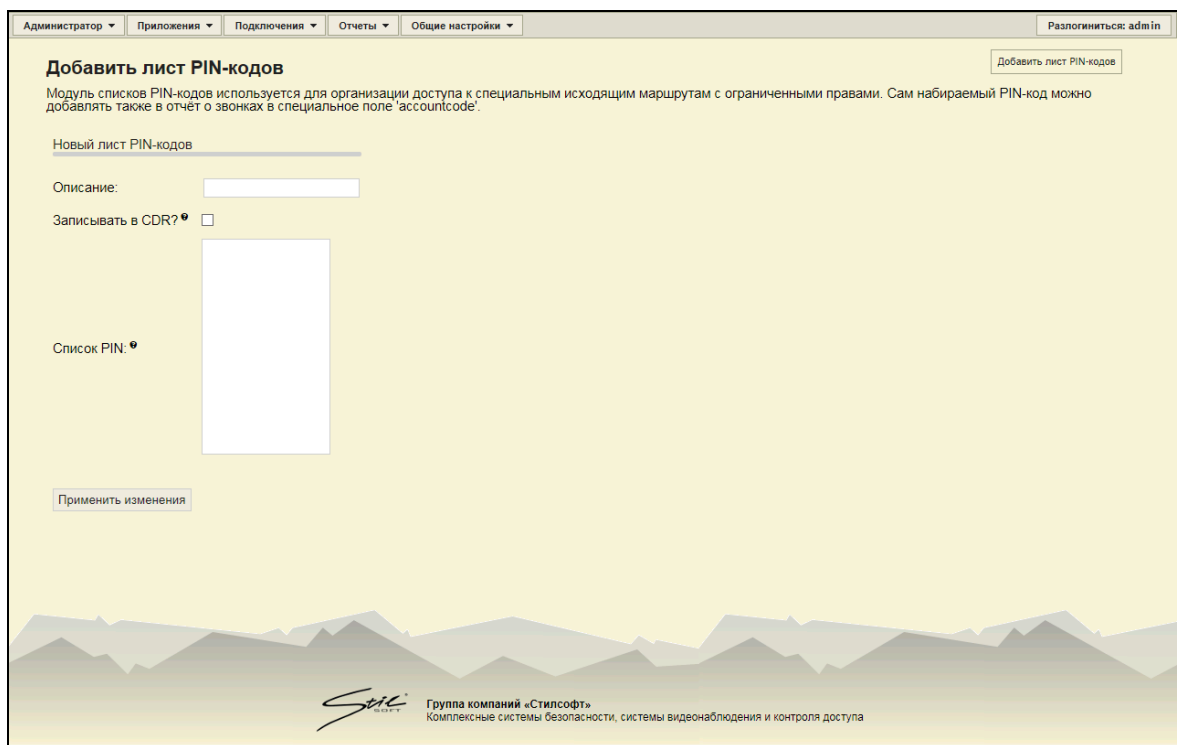 Администратор Приложения Подключения Отчеты Общие настройки Разлогиниться: admin
Добавить лист PIN-кодов
Добавить лист PIN-кодов
Модуль списков PIN-кодов используется для организации доступа к специальным исходящим маршрутам с ограниченными правами. Сам набираемый PIN-код можно
добавлять также в отчёт о звонках в специальное поле 'accountcode'.
Новый лист PIN-кодов
Описание:
Записывать в CDR?
Список PIN:
Применить изменения
Stil
SOFT
Группа компаний «Стилсофт»
Комплексные системы безопасности, системы видеонаблюдения и контроля доступа